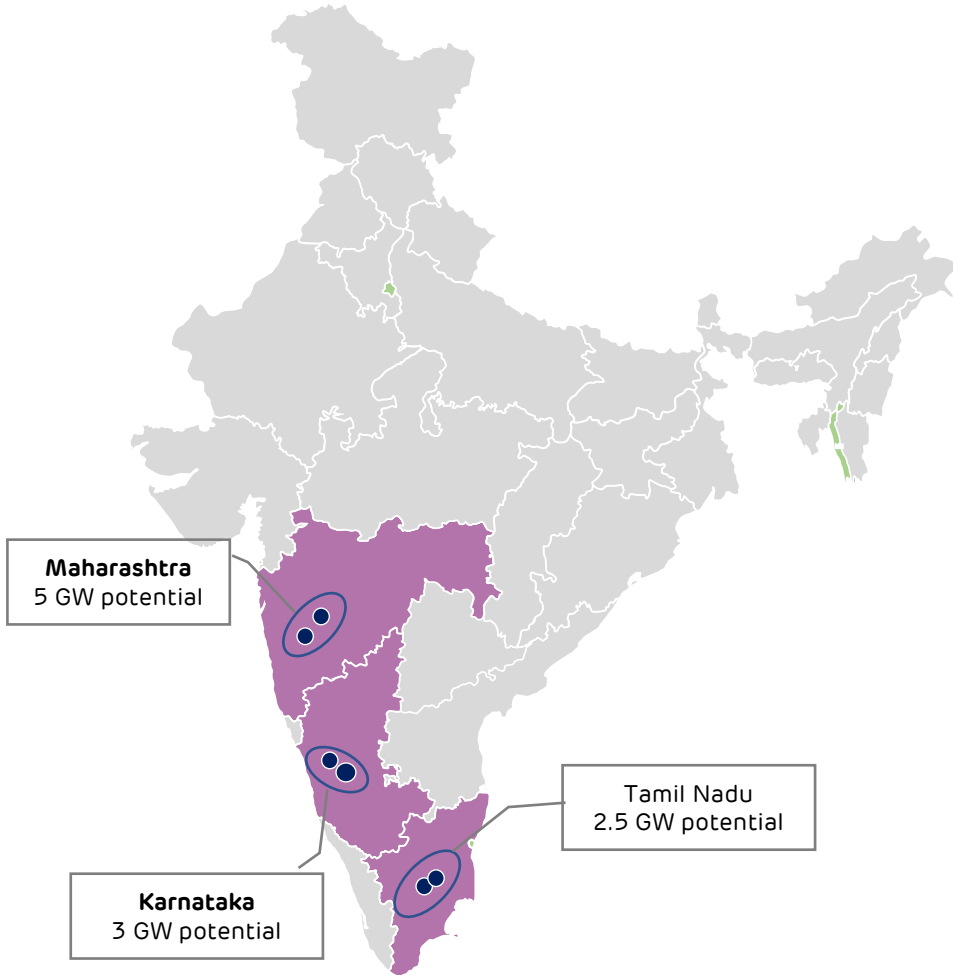 Maharashtra
5 GW potential
Tamil Nadu
2.5 GW potential
Karnataka
3 GW potential